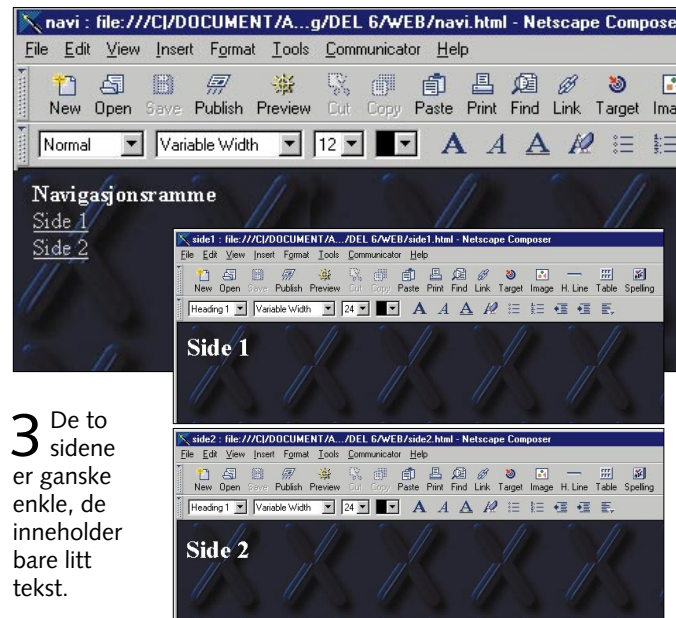 navi : file:///C|/DOCUMENT/A...g/DEL 6/WEB/navi.html - Netscape Compose
File Edit View Insert Format Tools Communicator Help
New Open Save Publish Preview Cut Copy Paste Print Find Link Target Ima
Normal Variable Width 12 A A A
Navigasjonsramme
Side 1
Side 2
side1 : file:///C|/DOCUMENT/A.../DEL 6/WEB/side1.html - Netscape Composer
File Edit View Insert Format Tools Communicator Help
New Open Save Publish Preview Cut Copy Paste Print Find Link Target Image H. Line Table Spelling
Heading 1 Variable Width 24 A A A
Side 1
3 De to
sidene
er ganske
enkle, de
inneholder
bare litt
tekst.
side2 : file:///C|/DOCUMENT/A.../DEL 6/WEB/side2.html - Netscape Composer
File Edit View Insert Format Tools Communicator Help
New Open Save Publish Preview Cut Copy Paste Print Find Link Target Image H. Line Table Spelling
Heading 1 Variable Width 24 A A A
Side 2